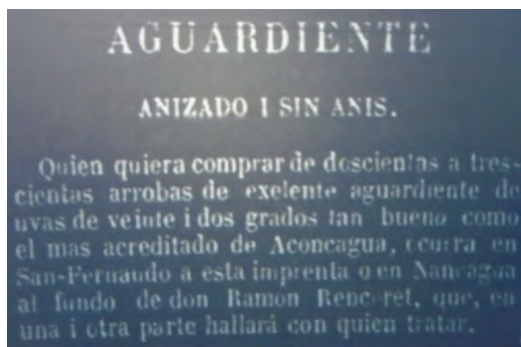 AGUARDIENTE
ANIZADO I SIN ANIS.
Quien quiera comprar de doscientas a tres-
cientas arrobas de exelente aguardiente de
uvas de veinte i dos grados tan bueno como
el mas acreditado de Aconcagua, ocurra en
San-Fernando a esta imprenta o en Nancagua
al fundo de don Ramon Rencoret, que, en
una i otra parte hallará con quien tratar.